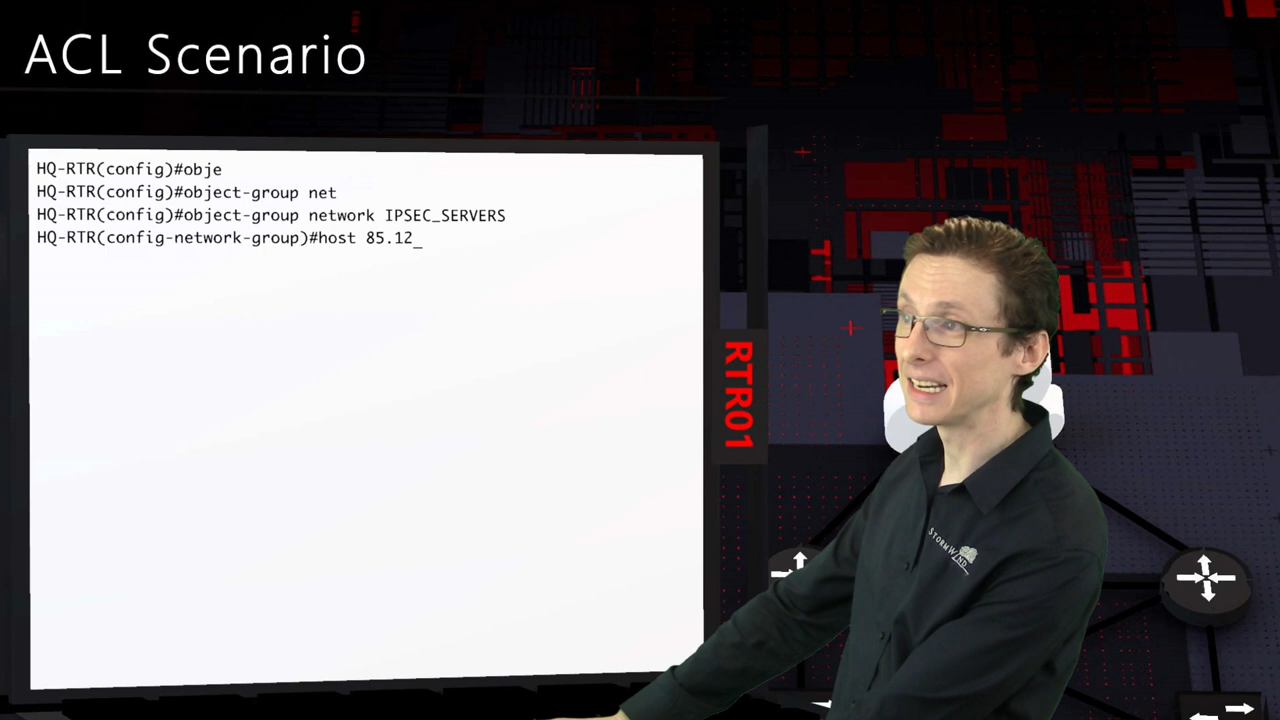 ACL Scenario
HQ-RTR(config)#obje
HQ-RTR(config)#object-group net
HQ-RTR(config)#object-group network IPSEC_SERVERS
HQ-RTR(config-network-group)#host 85.12_
RTR01
STORMWIND